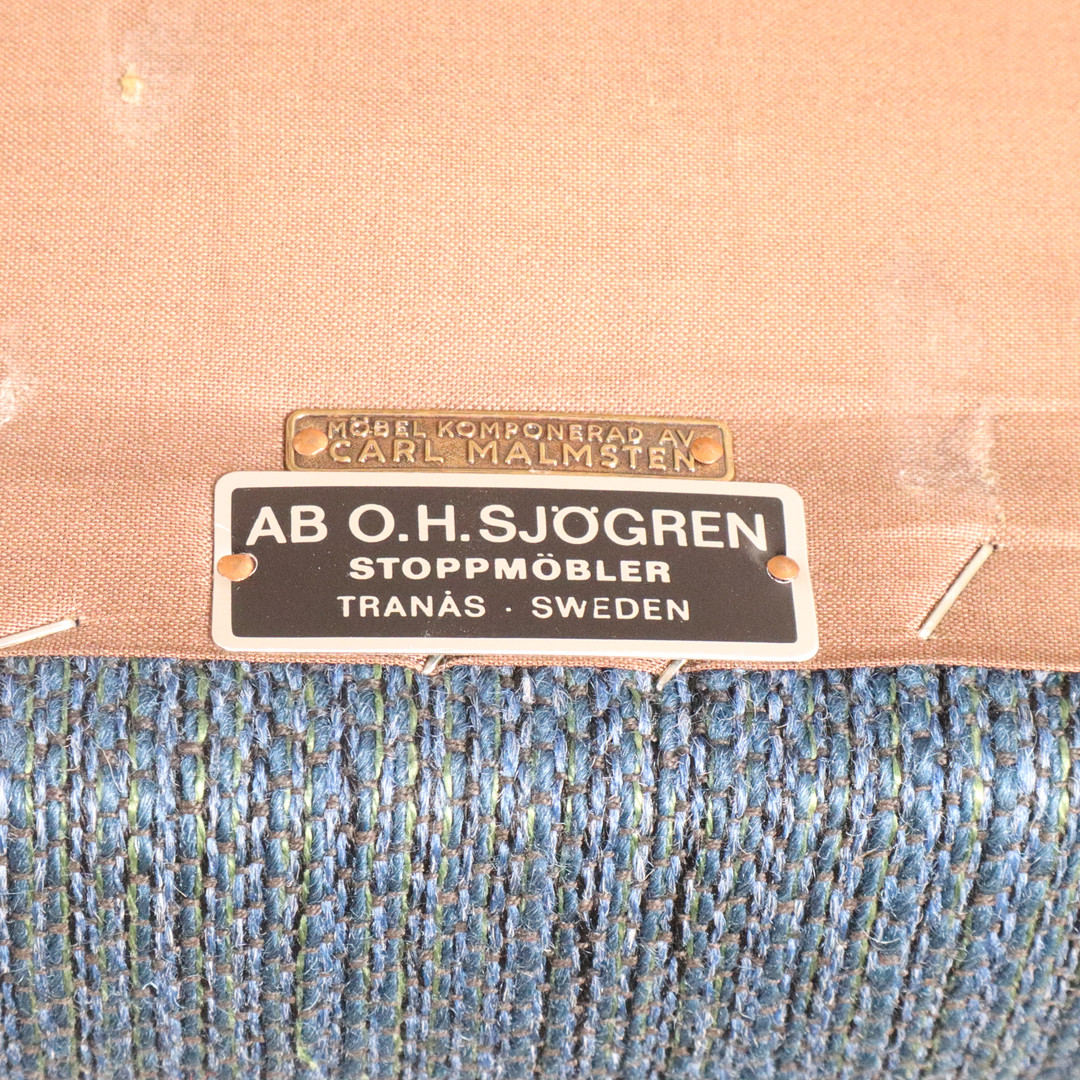 MÖBEL KOMPONERAD AV
CARL MALMSTEN
AB O.H. SJÖGREN
STOPPMÖBLER
TRANÅS · SWEDEN